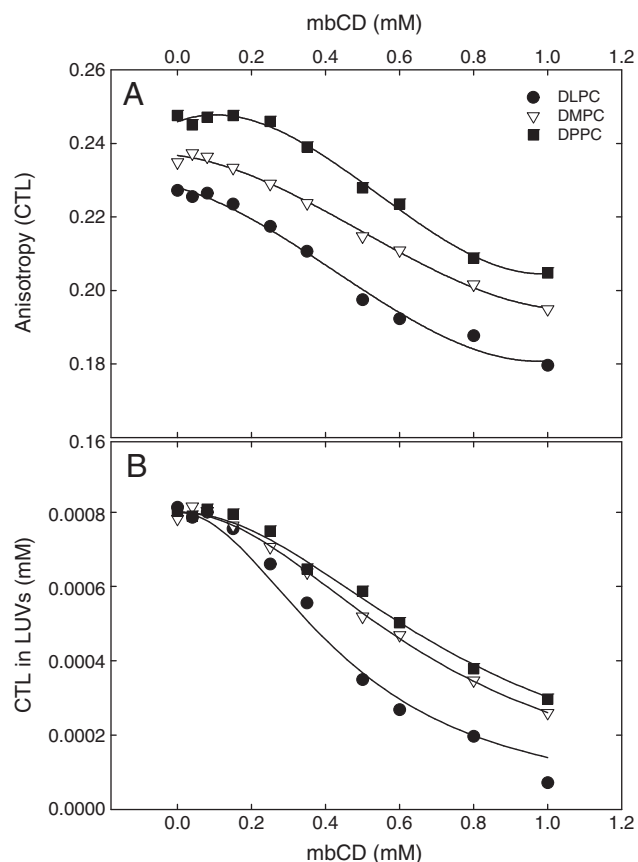 mbCD (mM)
0.0 0.2 0.4 0.6 0.8 1.0 1.2
0.26
A
DLPC
DMPC
DPPC
0.24
0.22
0.20
0.18
0.16
Anisotropy (CTL)
B
0.0008
0.0006
0.0004
0.0002
0.0000
CTL in LUVs (mM)
0.0 0.2 0.4 0.6 0.8 1.0 1.2
mbCD (mM)